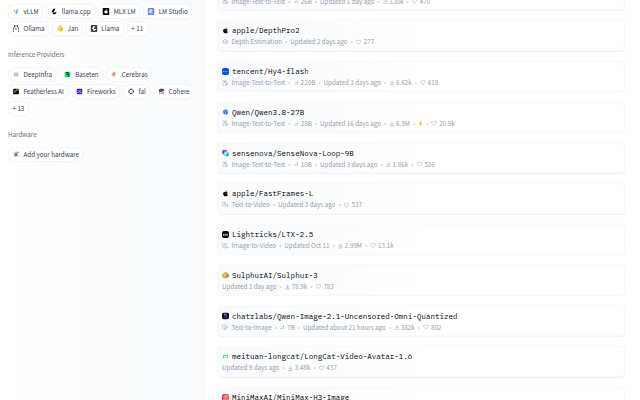 vLLM llama.cpp MLX LM LM Studio
Ollama Jan Llama + 11
Inference Providers
DeepInfra Baseten Cerebras
Featherless AI Fireworks fal Cohere
+ 13
Hardware
Add your hardware
apple/DepthPro2
Depth Estimation • Updated 2 days ago • 277
tencent/Hy4-flash
Image-Text-to-Text • 210B • Updated 3 days ago • 6.62k • 618
Qwen/Qwen3.8-27B
Image-Text-to-Text • 28B • Updated 16 days ago • 6.3M • 20.9k
sensenova/SenseNova-Loop-9B
Image-Text-to-Text • 10B • Updated 3 days ago • 1.06k • 526
apple/FastFrames-L
Text-to-Video • Updated 3 days ago • 537
Lightricks/LTX-2.5
Image-to-Video • Updated Oct 11 • 2.99M • 13.1k
SulphurAI/Sulphur-3
Updated 1 day ago • 78.9k • 783
chatrlabs/Qwen-Image-2.1-Uncensored-Omni-Quantized
Text-to-Image • 7B • Updated about 21 hours ago • 382k • 802
meituan-longcat/LongCat-Video-Avatar-1.6
Updated 9 days ago • 3.48k • 437
MiniMaxAI/MiniMax-H3-Image